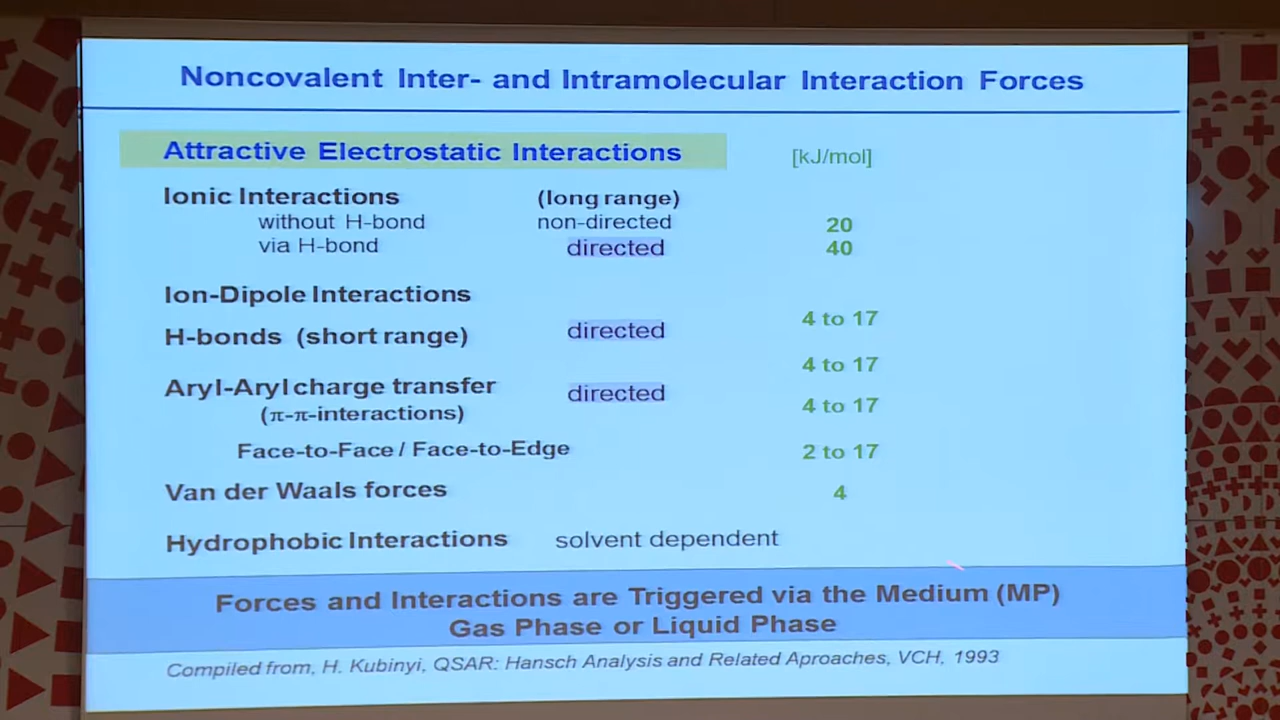 Noncovalent Inter- and Intramolecular Interaction Forces
Attractive Electrostatic Interactions [kJ/mol]
Ionic Interactions (long range)
without H-bond non-directed 20
via H-bond directed 40
Ion-Dipole Interactions
4 to 17
H-bonds (short range) directed
4 to 17
Aryl-Aryl charge transfer directed
4 to 17
(π-π-interactions)
Face-to-Face / Face-to-Edge 2 to 17
Van der Waals forces 4
Hydrophobic Interactions solvent dependent
Forces and Interactions are Triggered via the Medium (MP)
Gas Phase or Liquid Phase
Compiled from, H. Kubinyi, QSAR: Hansch Analysis and Related Aproaches, VCH, 1993